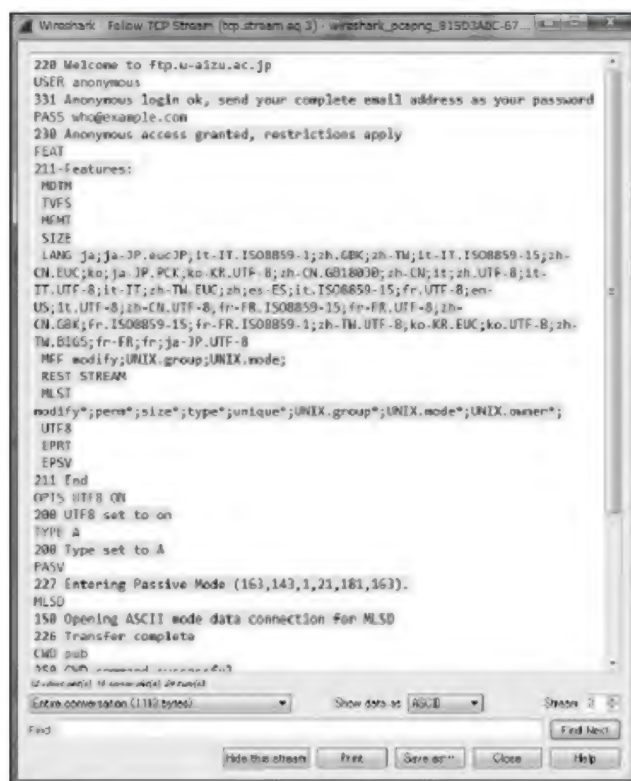 Wireshark · Follow TCP Stream (tcp.stream eq 3) · wireshark_pcapng_815D3A8C-67...
220 Welcome to ftp.u-aizu.ac.jp
USER anonymous
331 Anonymous login ok, send your complete email address as your password
PASS who@example.com
230 Anonymous access granted, restrictions apply
FEAT
211-Features:
MDTM
TVFS
MFMT
SIZE
LANG ja;ja-JP.eucJP;it-IT.ISO8859-1;zh.GBK;zh-TW;it-IT.ISO8859-15;zh-
CN.EUC;ko;ja-JP.PCK;ko-KR.UTF-8;zh-CN.GB18030;zh-CN;it;zh.UTF-8;it-
IT.UTF-8;it-IT;zh-TW.EUC;zh;es-ES;it.ISO8859-15;fr.UTF-8;en-
US;it.UTF-8;zh-CN.UTF-8;fr-FR.ISO8859-15;fr-FR.UTF-8;zh-
CN.GBK;fr.ISO8859-15;fr-FR.ISO8859-1;zh-TW.UTF-8;ko-KR.EUC;ko.UTF-8;zh-
TW.BIG5;fr-FR;fr;ja-JP.UTF-8
MFF modify;UNIX.group;UNIX.mode;
REST STREAM
MLST
modify*;perm*;size*;type*;unique*;UNIX.group*;UNIX.mode*;UNIX.owner*;
UTF8
EPRT
EPSV
211 End
OPTS UTF8 ON
200 UTF8 set to on
TYPE A
200 Type set to A
PASV
227 Entering Passive Mode (163,143,1,21,181,163).
MLSD
150 Opening ASCII mode data connection for MLSD
226 Transfer complete
CWD pub
250 CWD command successful
Entire conversation (1112 bytes)
Show data as ASCII
Stream 3
Find:
Find Next
Hide this stream
Print
Save as…
Close
Help